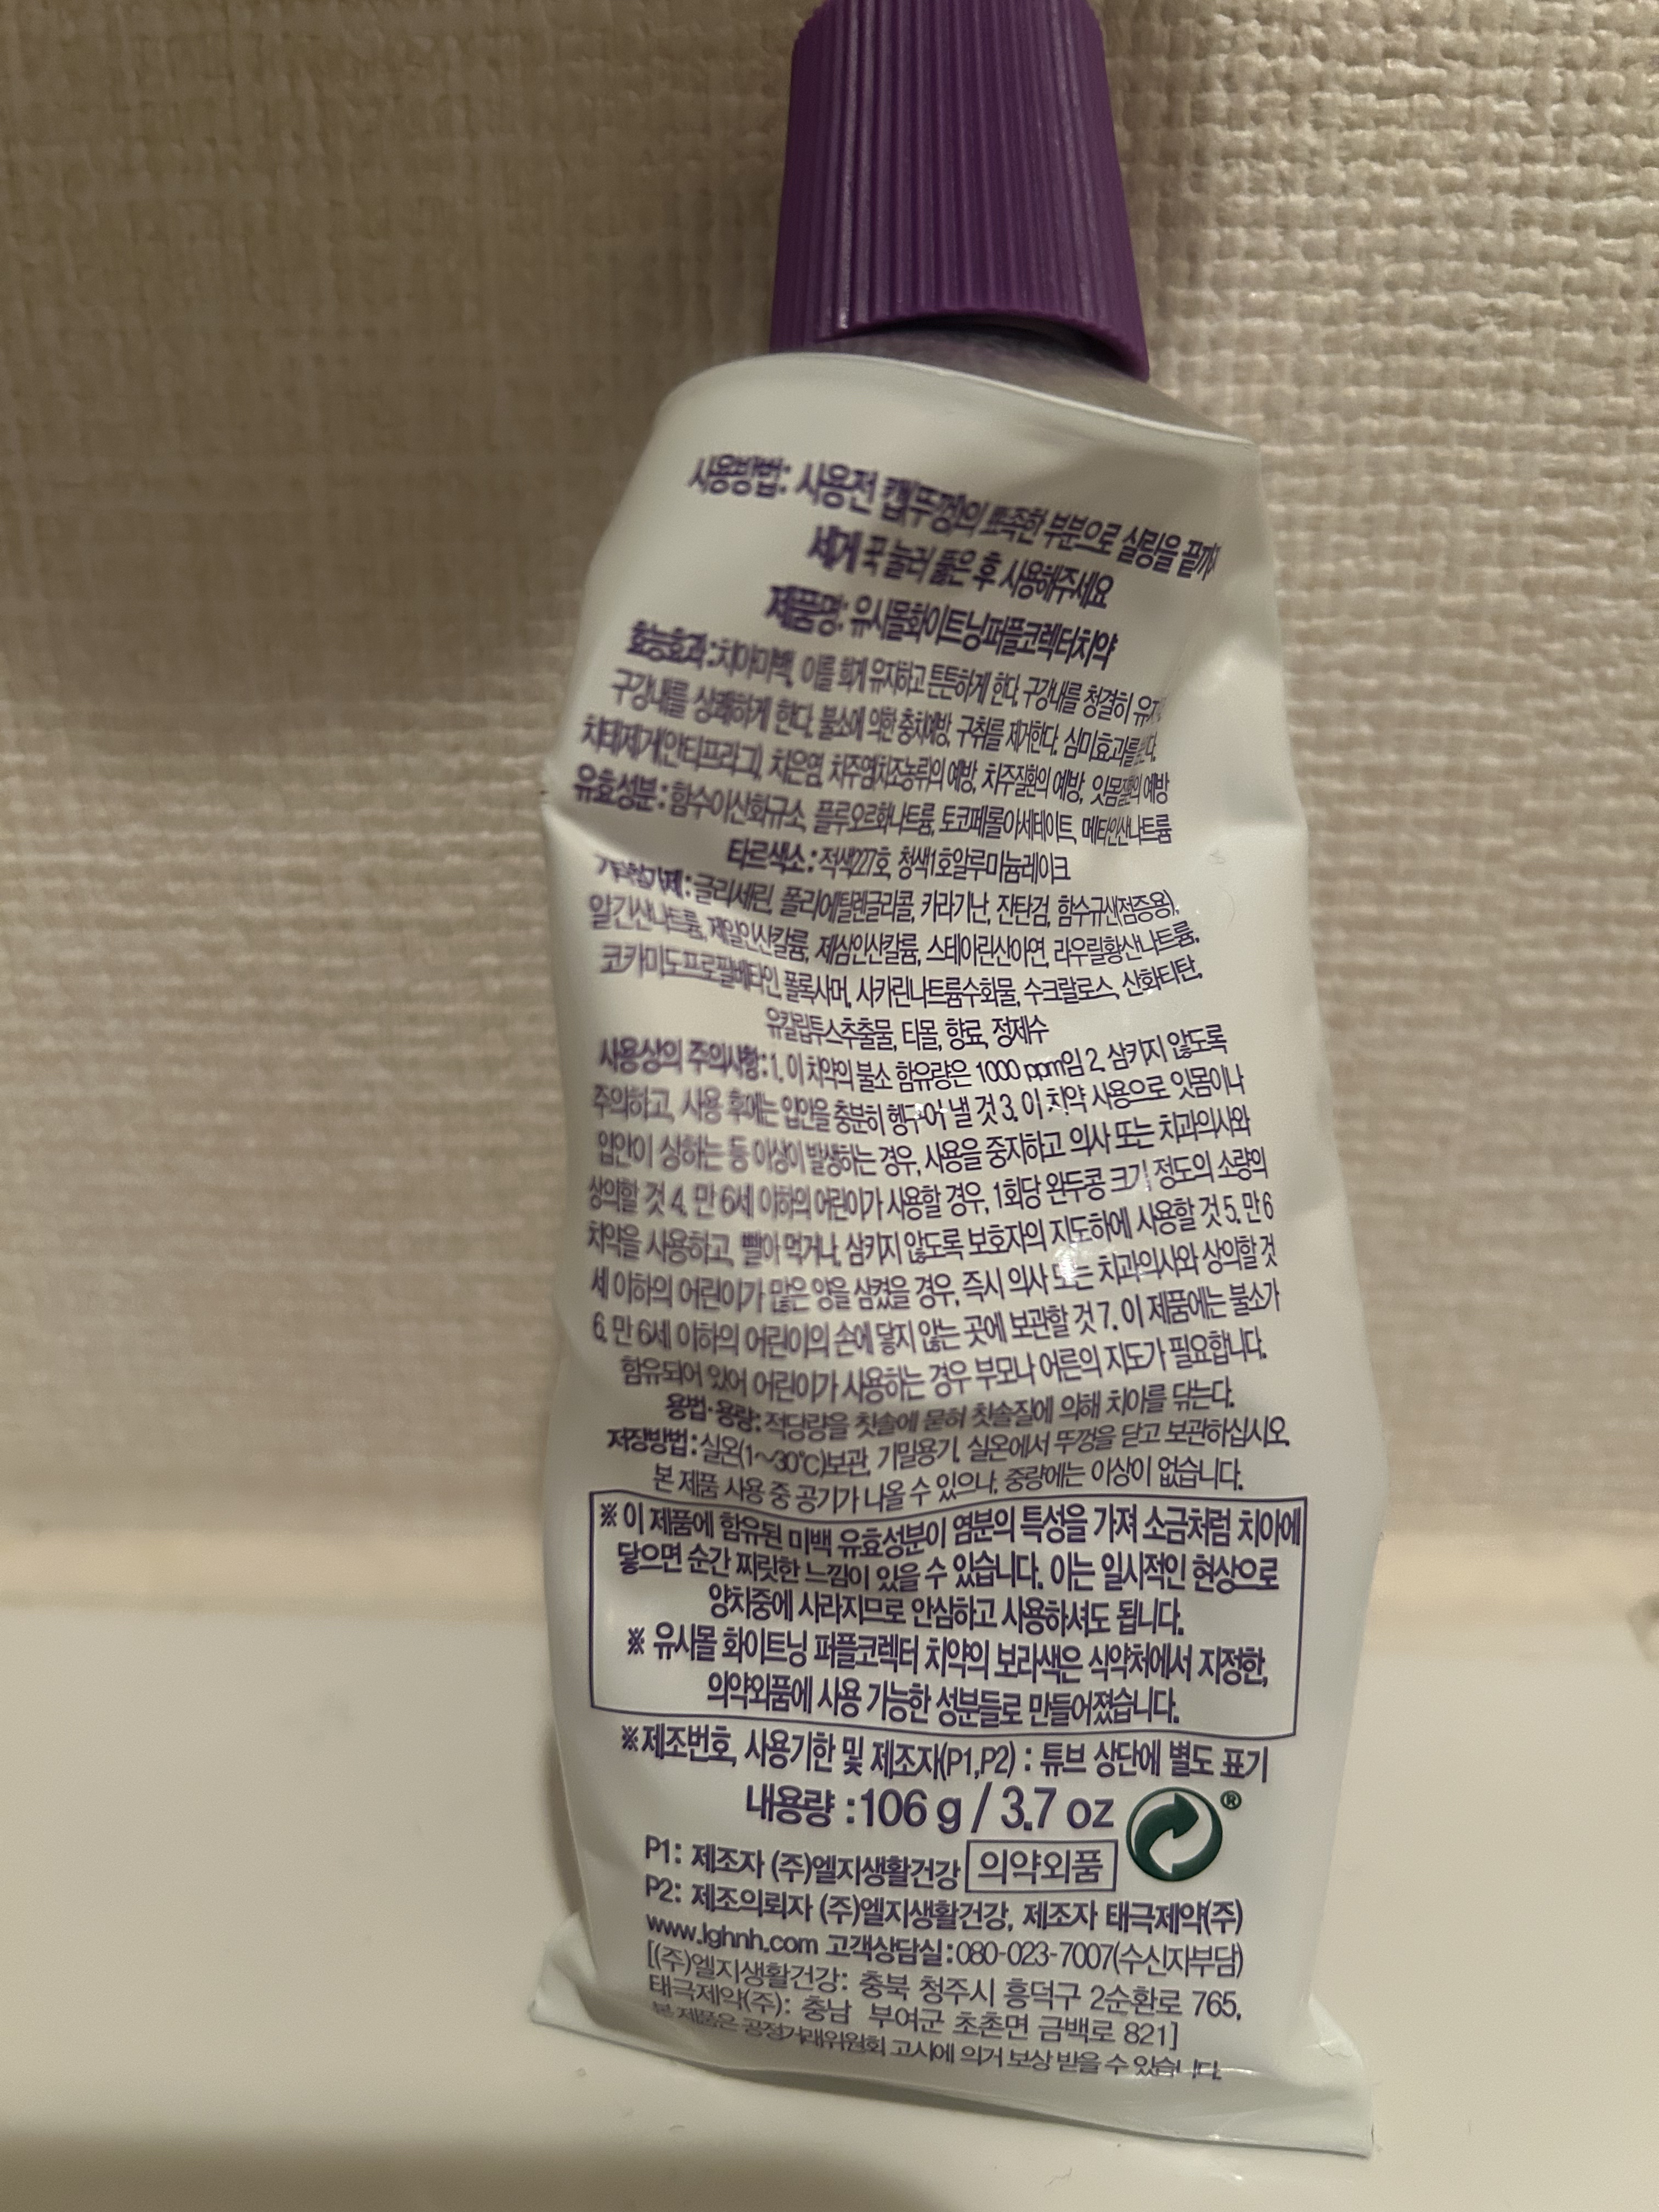 사용방법: 사용전 캡(뚜껑)의 뾰족한 부분으로 실링을 끝까지
세게 꾹 눌러 뚫은 후 사용해주세요
제품명: 유시몰화이트닝퍼플코렉터치약
효능효과: 치아미백, 이를 희게 유지하고 튼튼하게 한다, 구강내를 청결히 유지
구강내를 상쾌하게 한다, 불소에 의한 충치예방, 구취를 제거한다, 심미효과를
치태제거(안티프라그), 치은염, 치주염(치조농루)의 예방, 치주질환의 예방, 잇몸질환의 예방
유효성분: 함수이산화규소, 플루오르화나트륨, 토코페롤아세테이트, 메타인산나트륨
타르색소: 적색227호, 청색1호알루미늄레이크
글리세린, 폴리에틸렌글리콜, 카라기난, 잔탄검, 함수규산(점증용),
알긴산나트륨, 제일인산칼륨, 제삼인산칼륨, 스테아린산아연, 라우릴황산나트륨,
코카미도프로필베타인, 폴록사머, 사카린나트륨수화물, 수크랄로스, 산화티탄,
유칼립투스추출물, 티몰, 향료, 정제수
사용상의 주의사항: 1. 이 치약의 불소 함유량은 1000 ppm임 2. 삼키지 않도록
주의하고, 사용 후에는 입안을 충분히 헹구어 낼 것 3. 이 치약 사용으로 잇몸이나
입안이 상하는 등 이상이 발생하는 경우, 사용을 중지하고 의사 또는 치과의사와
상의할 것 4. 만 6세 이하의 어린이가 사용할 경우, 1회당 완두콩 크기 정도의 소량의
치약을 사용하고, 빨아 먹거나, 삼키지 않도록 보호자의 지도하에 사용할 것 5. 만 6
세 이하의 어린이가 많은 양을 삼켰을 경우, 즉시 의사 또는 치과의사와 상의할 것
6. 만 6세 이하의 어린이의 손에 닿지 않는 곳에 보관할 것 7. 이 제품에는 불소가
함유되어 있어 어린이가 사용하는 경우 부모나 어른의 지도가 필요합니다.
용법·용량: 적당량을 칫솔에 묻혀 칫솔질에 의해 치아를 닦는다.
저장방법: 실온(1~30℃)보관, 기밀용기, 실온에서 뚜껑을 닫고 보관하십시오.
본 제품 사용 중 공기가 나올 수 있으나, 중량에는 이상이 없습니다.
※ 이 제품에 함유된 미백 유효성분이 염분의 특성을 가져 소금처럼 치아에
닿으면 순간 찌릿한 느낌이 있을 수 있습니다. 이는 일시적인 현상으로
양치중에 사라지므로 안심하고 사용하셔도 됩니다.
※ 유시몰 화이트닝 퍼플코렉터 치약의 보라색은 식약처에서 지정한,
의약외품에 사용 가능한 성분들로 만들어졌습니다.
※제조번호, 사용기한 및 제조자(P1,P2) : 튜브 상단에 별도 표기
내용량 :106 g / 3.7 oz ®
P1: 제조자 (주)엘지생활건강 의약외품
P2: 제조의뢰자 (주)엘지생활건강, 제조자 태극제약(주)
www.lghnh.com 고객상담실:080-023-7007(수신자부담)
[(주)엘지생활건강: 충북 청주시 흥덕구 2순환로 765,
태극제약(주): 충남 부여군 초촌면 금백로 821]
본 제품은 공정거래위원회 고시에 의거 보상 받을 수 있습니다.